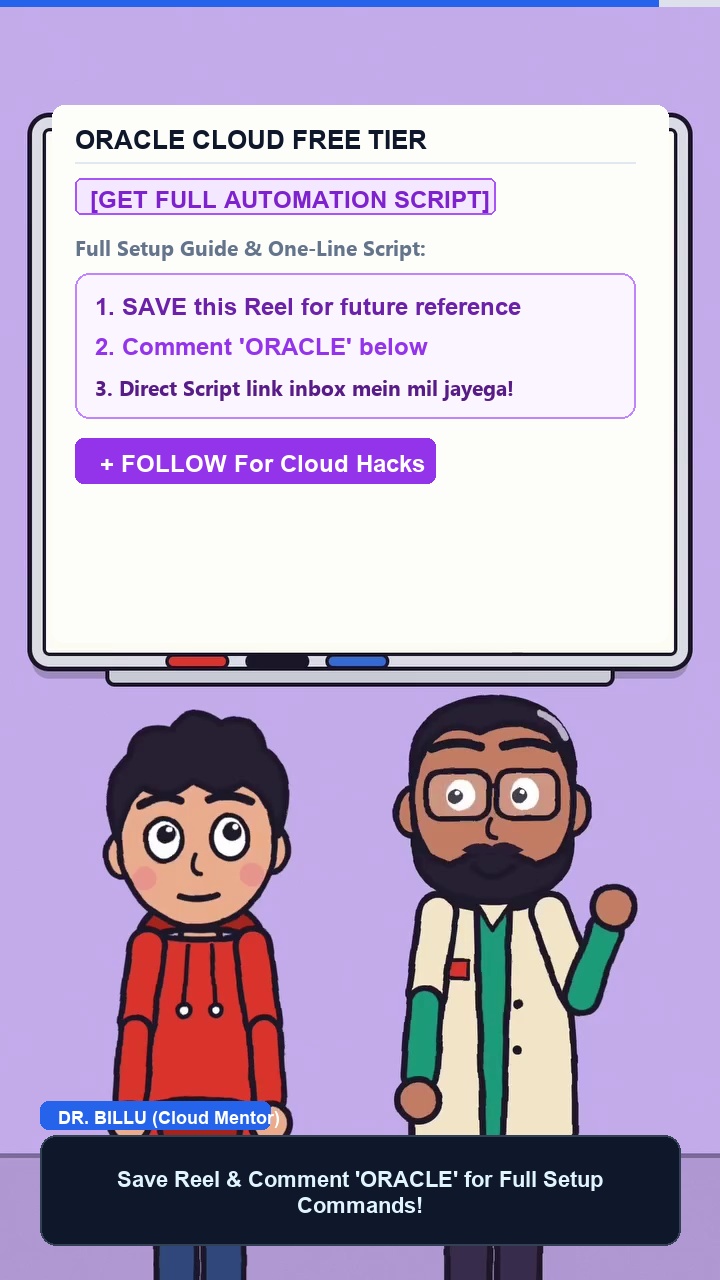 ORACLE CLOUD FREE TIER
[GET FULL AUTOMATION SCRIPT]
Full Setup Guide & One-Line Script:
1. SAVE this Reel for future reference
2. Comment 'ORACLE' below
3. Direct Script link inbox mein mil jayega!
+ FOLLOW For Cloud Hacks
DR. BILLU (Cloud Mentor)
Save Reel & Comment 'ORACLE' for Full Setup
Commands!